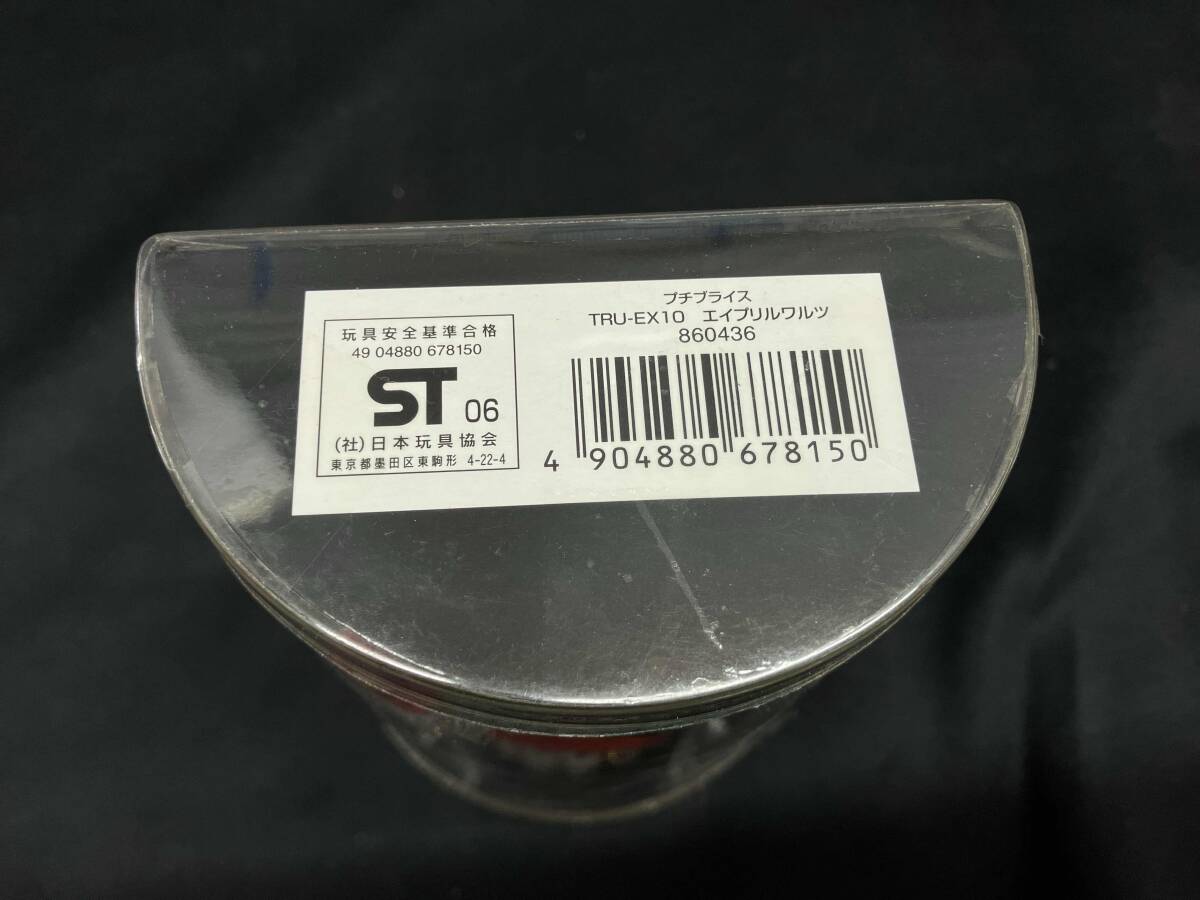 玩具安全基準合格
49 04880 678150
ST 06
(社)日本玩具協会
東京都墨田区東駒形 4-22-4
プチブライス
TRU-EX10 エイプリルワルツ
860436
4 904880 678150